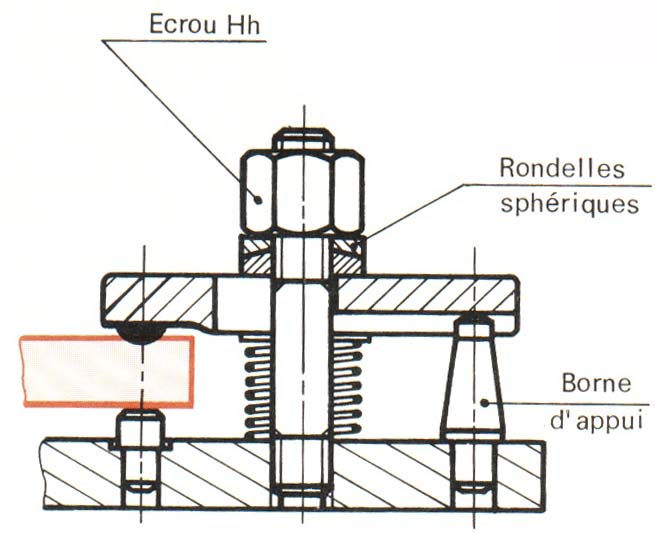 Ecrou Hh
Rondelles
sphériques
Borne
d'appui